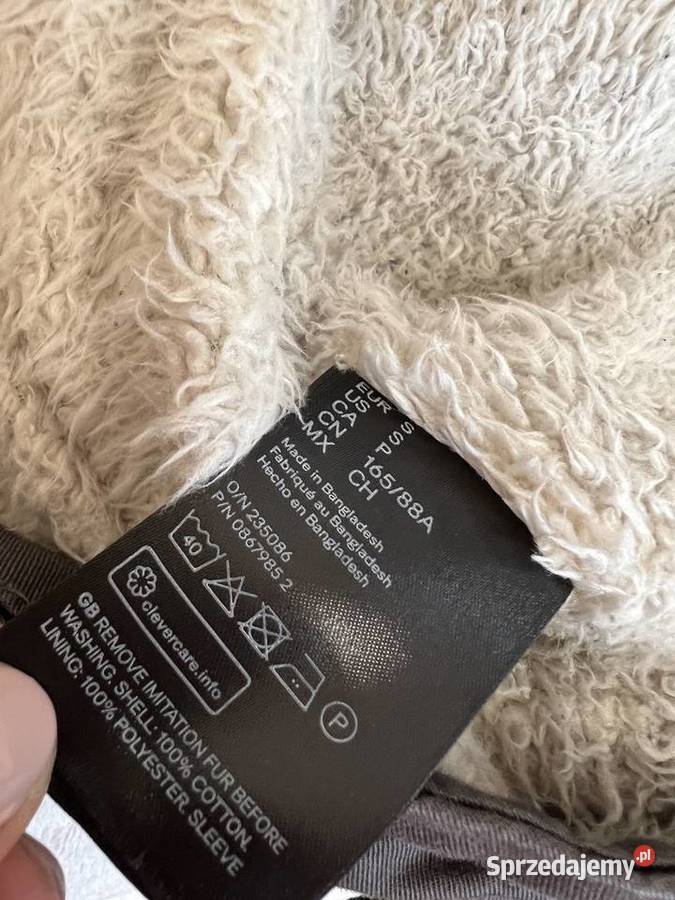 EUR S
US S
CA P
CN 165/88A
MX CH
Made in Bangladesh
Fabriqué au Bangladesh
Hecho en Bangladesh
O/N 235086
P/N 0867985 2
40
P
clevercare.info
GB REMOVE IMITATION FUR BEFORE
WASHING. SHELL: 100% COTTON.
LINING: 100% POLYESTER. SLEEVE
Sprzedajemy.pl